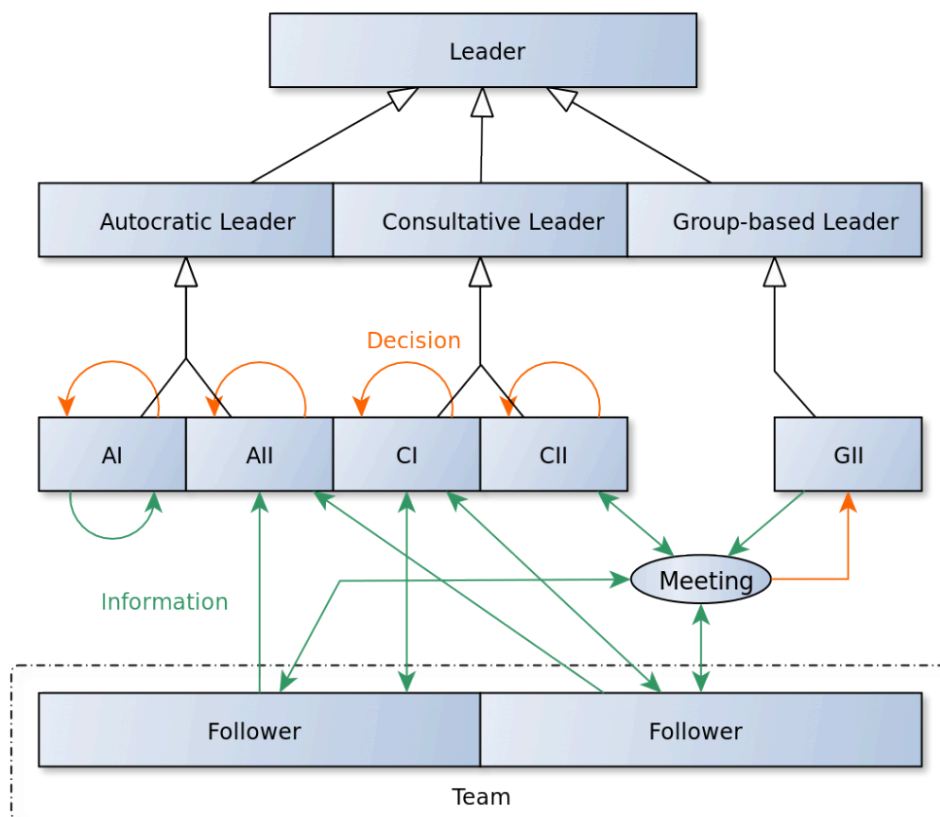 Leader
Autocratic Leader
Consultative Leader
Group-based Leader
Decision
AI
AII
CI
CII
GII
Meeting
Information
Follower
Follower
Team